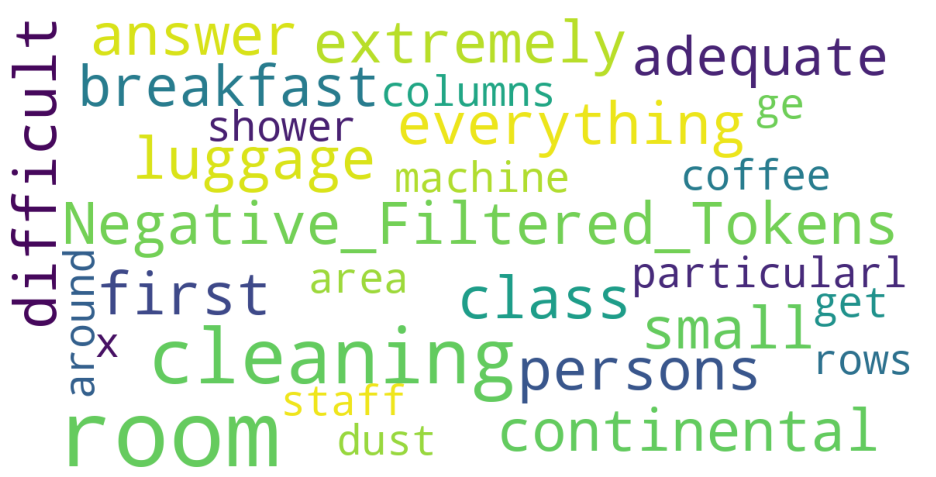 difficult
answer
extremely
adequate
breakfast
columns
ge
shower
everything
luggage
machine
coffee
Negative_Filtered_Tokens
around
first
area
particularl
class
get
small
x
cleaning
persons
rows
staff
room
dust
continental